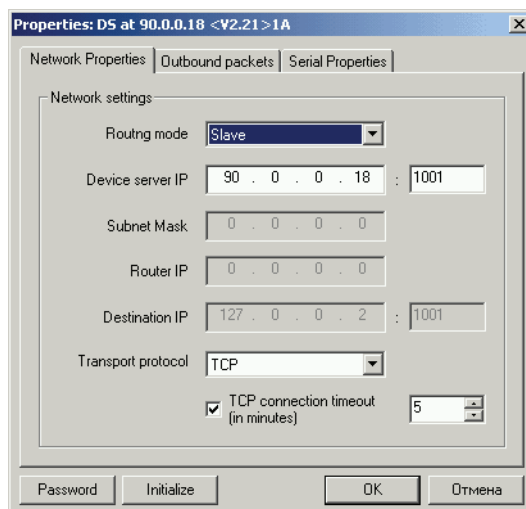 Properties: DS at 90.0.0.18 <V2.21>1A
Network Properties
Outbound packets
Serial Properties
Network settings
Routng mode
Slave
Device server IP
90 . 0 . 0 . 18 : 1001
Subnet Mask
0 . 0 . 0 . 0
Router IP
0 . 0 . 0 . 0
Destination IP
127 . 0 . 0 . 2 : 1001
Transport protocol
TCP
TCP connection timeout
(in minutes)
5
Password
Initialize
OK
Отмена